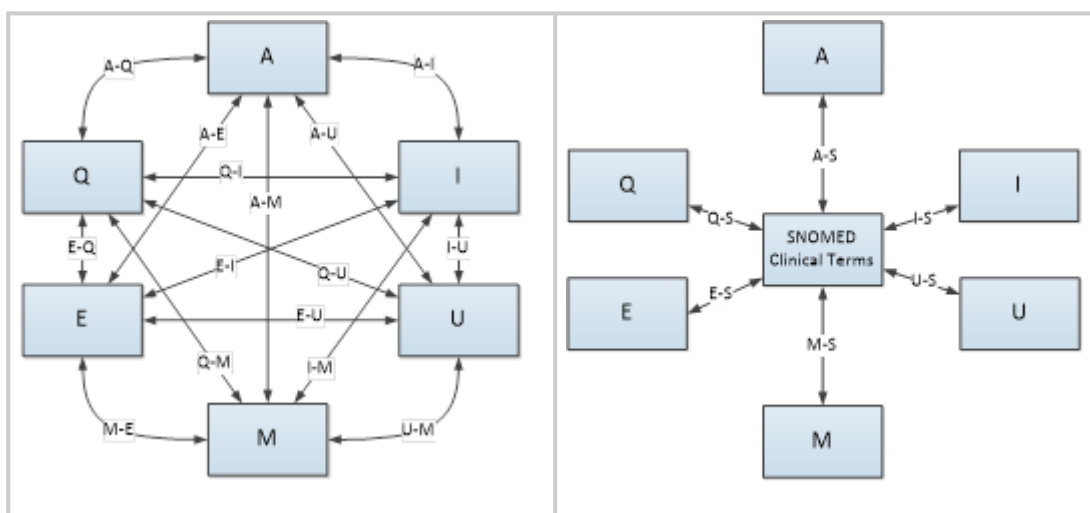 A
A-Q
A-I
A-E
A-U
Q
Q-I
I
A-M
E-Q
I-U
E-I
Q-U
E
E-U
U
Q-M
I-M
M-E
M
U-M
A
A-S
Q
I
Q-S
I-S
SNOMED
Clinical Terms
E-S
U-S
E
U
M-S
M